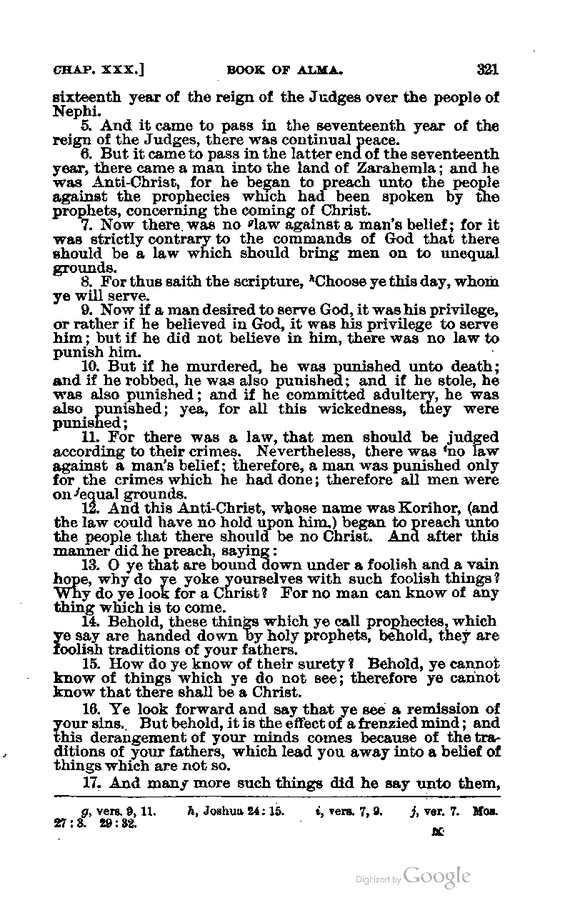 CHAP. XXX.] BOOK OF ALMA. 321
sixteenth year of the reign of the Judges over the people of
Nephi.
5. And it came to pass in the seventeenth year of the
reign of the Judges, there was continual peace.
6. But it came to pass in the latter end of the seventeenth
year, there came a man into the land of Zarahemla; and he
was Anti-Christ, for he began to preach unto the people
against the prophecies which had been spoken by the
prophets, concerning the coming of Christ.
7. Now there was no glaw against a man's belief; for it
was strictly contrary to the commands of God that there
should be a law which should bring men on to unequal
grounds.
8. For thus saith the scripture, hChoose ye this day, whom
ye will serve.
9. Now if a man desired to serve God, it was his privilege,
or rather if he believed in God, it was his privilege to serve
him; but if he did not believe in him, there was no law to
punish him.
10. But if he murdered, he was punished unto death;
and if he robbed, he was also punished; and if he stole, he
was also punished; and if he committed adultery, he was
also punished; yea, for all this wickedness, they were
punished;
11. For there was a law, that men should be judged
according to their crimes. Nevertheless, there was ino law
against a man's belief; therefore, a man was punished only
for the crimes which he had done; therefore all men were
on jequal grounds.
12. And this Anti-Christ, whose name was Korihor, (and
the law could have no hold upon him,) began to preach unto
the people that there should be no Christ. And after this
manner did he preach, saying:
13. O ye that are bound down under a foolish and a vain
hope, why do ye yoke yourselves with such foolish things?
Why do ye look for a Christ? For no man can know of any
thing which is to come.
14. Behold, these things which ye call prophecies, which
ye say are handed down by holy prophets, behold, they are
foolish traditions of your fathers.
15. How do ye know of their surety? Behold, ye cannot
know of things which ye do not see; therefore ye cannot
know that there shall be a Christ.
16. Ye look forward and say that ye see a remission of
your sins. But behold, it is the effect of a frenzied mind; and
this derangement of your minds comes because of the tra-
ditions of your fathers, which lead you away into a belief of
things which are not so.
17. And many more such things did he say unto them,
g, vers. 9, 11. h, Joshua 24:15. i, vers. 7, 9. j, ver. 7. Mos.
27:3. 29:32.
Digitized by Google